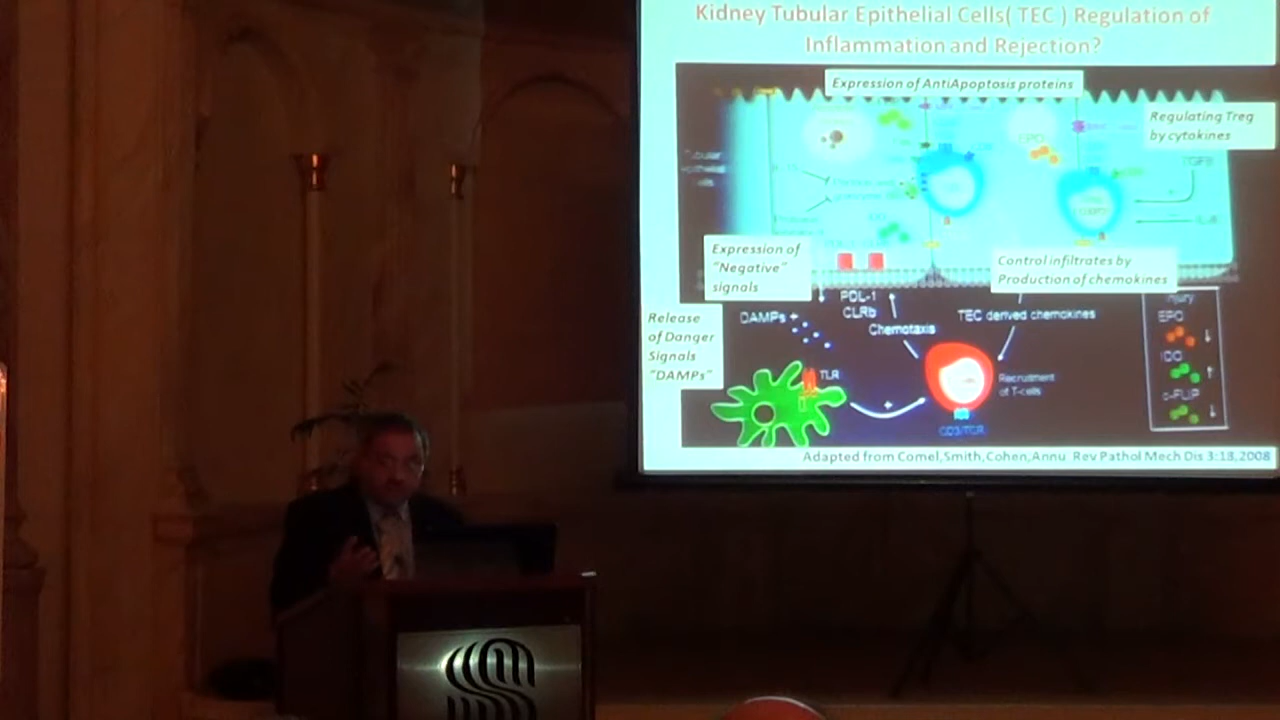 Kidney Tubular Epithelial Cells( TEC ) Regulation of
Inflammation and Rejection?
Expression of AntiApoptosis proteins
Regulating Treg
by cytokines
EPO
TGFB
Expression of
"Negative"
signals
Control infiltrates by
Production of chemokines
Release
of Danger
Signals
"DAMPs"
DAMPs +
PDL-1
CLRb
Chemotaxis
TEC derived chemokines
TLR
+
Recruitment
of T-cells
CD3/TCR
Injury
EPO
IDO
c-FLIP
Adapted from Comel,Smith,Cohen,Annu Rev Pathol Mech Dis 3:18,2008